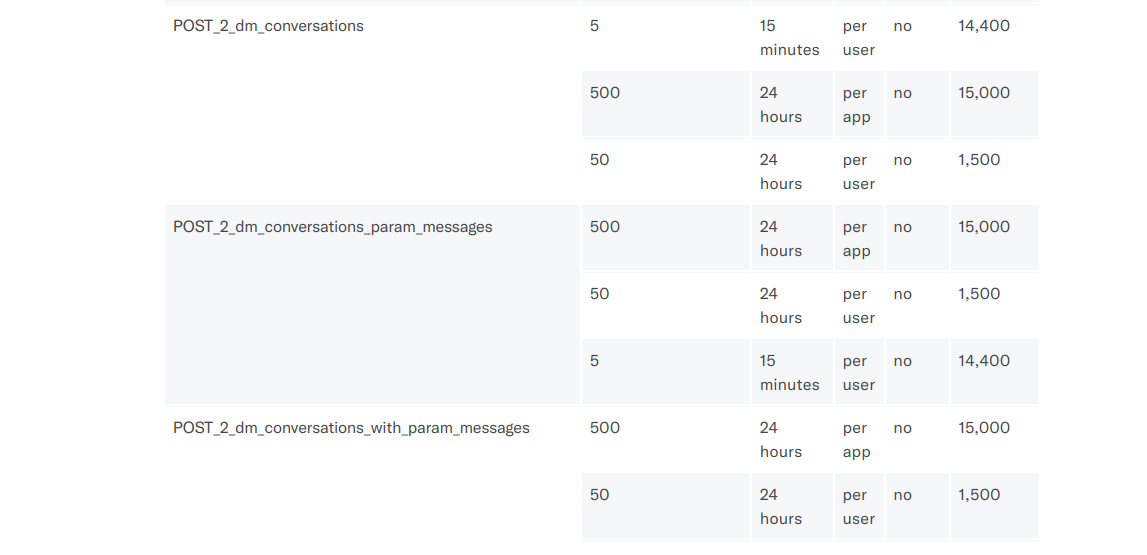 POST_2_dm_conversations 5 15 per no 14,400
minutes user
500 24 per no 15,000
hours app
50 24 per no 1,500
hours user
POST_2_dm_conversations_param_messages 500 24 per no 15,000
hours app
50 24 per no 1,500
hours user
5 15 per no 14,400
minutes user
POST_2_dm_conversations_with_param_messages 500 24 per no 15,000
hours app
50 24 per no 1,500
hours user